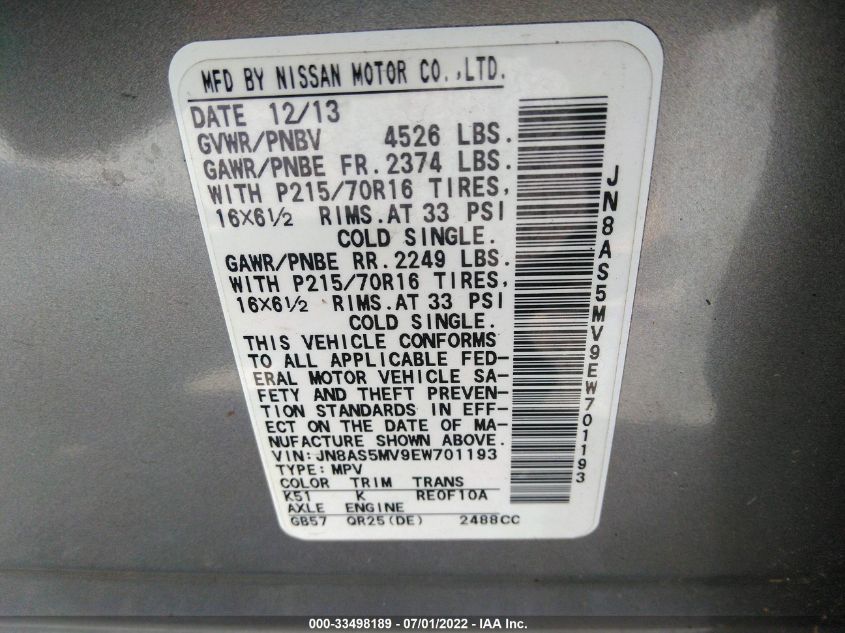 MFD BY NISSAN MOTOR CO.,LTD.
DATE 12/13
GVWR/PNBV 4526 LBS.
GAWR/PNBE FR. 2374 LBS.
WITH P215/70R16 TIRES,
16X6½ RIMS.AT 33 PSI
COLD SINGLE.
GAWR/PNBE RR. 2249 LBS.
WITH P215/70R16 TIRES,
16X6½ RIMS.AT 33 PSI
COLD SINGLE.
THIS VEHICLE CONFORMS
TO ALL APPLICABLE FED-
ERAL MOTOR VEHICLE SA-
FETY AND THEFT PREVEN-
TION STANDARDS IN EFF-
ECT ON THE DATE OF MA-
NUFACTURE SHOWN ABOVE.
VIN: JN8AS5MV9EW701193
TYPE: MPV
COLOR TRIM TRANS
K51 K RE0F10A
AXLE ENGINE
GB57 QR25(DE) 2488CC
JN8AS5MV9EW701193
000-33498189 - 07/01/2022 - IAA Inc.